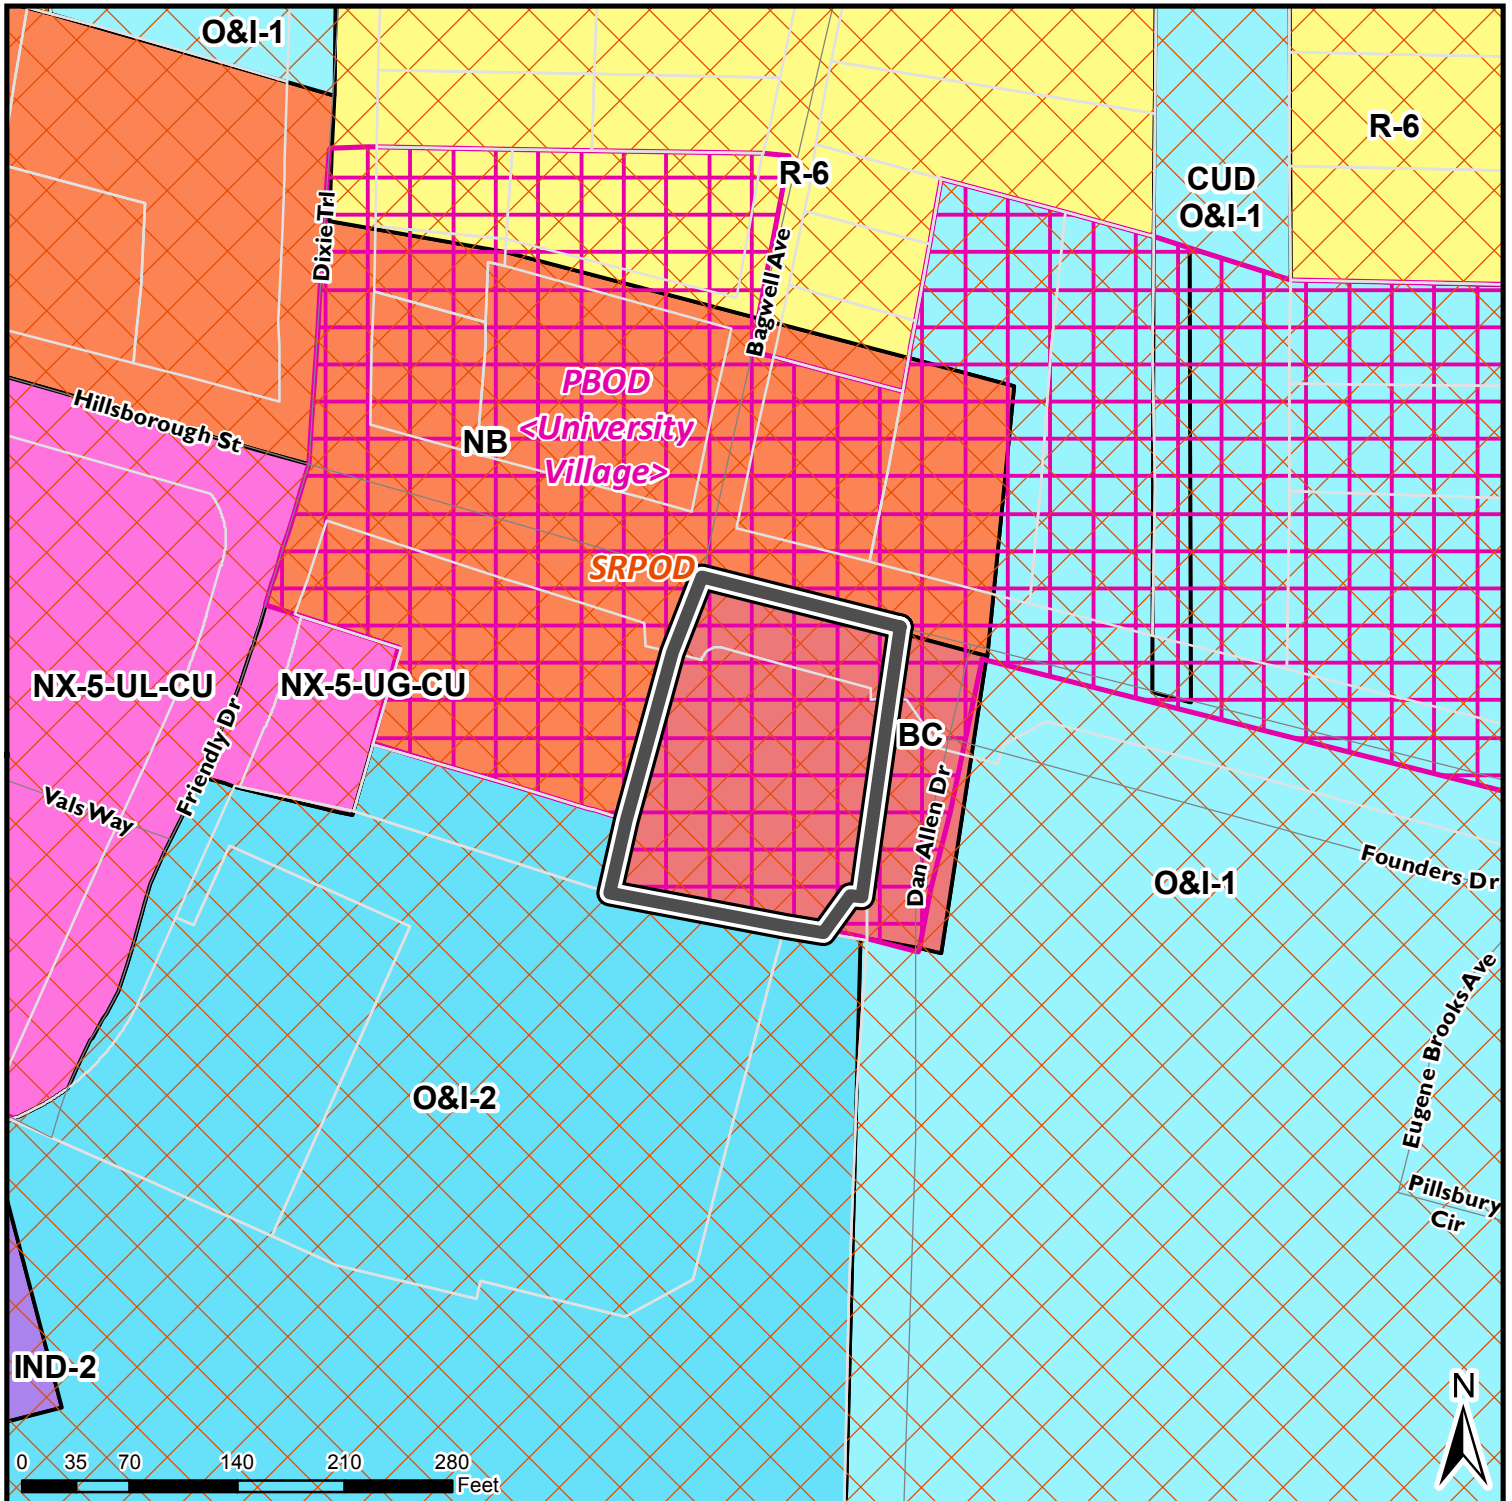 O&I-1
R-6
R-6
CUD
O&I-1
Dixie Trl
Bagwell Ave
Hillsborough St
PBOD
<University
Village>
NB
SRPOD
NX-5-UL-CU
NX-5-UG-CU
BC
Friendly Dr
Vals Way
Dan Allen Dr
Founders Dr
O&I-1
Eugene Brooks Ave
O&I-2
Pillsbury
Cir
IND-2
N
0 35 70 140 210 280
Feet